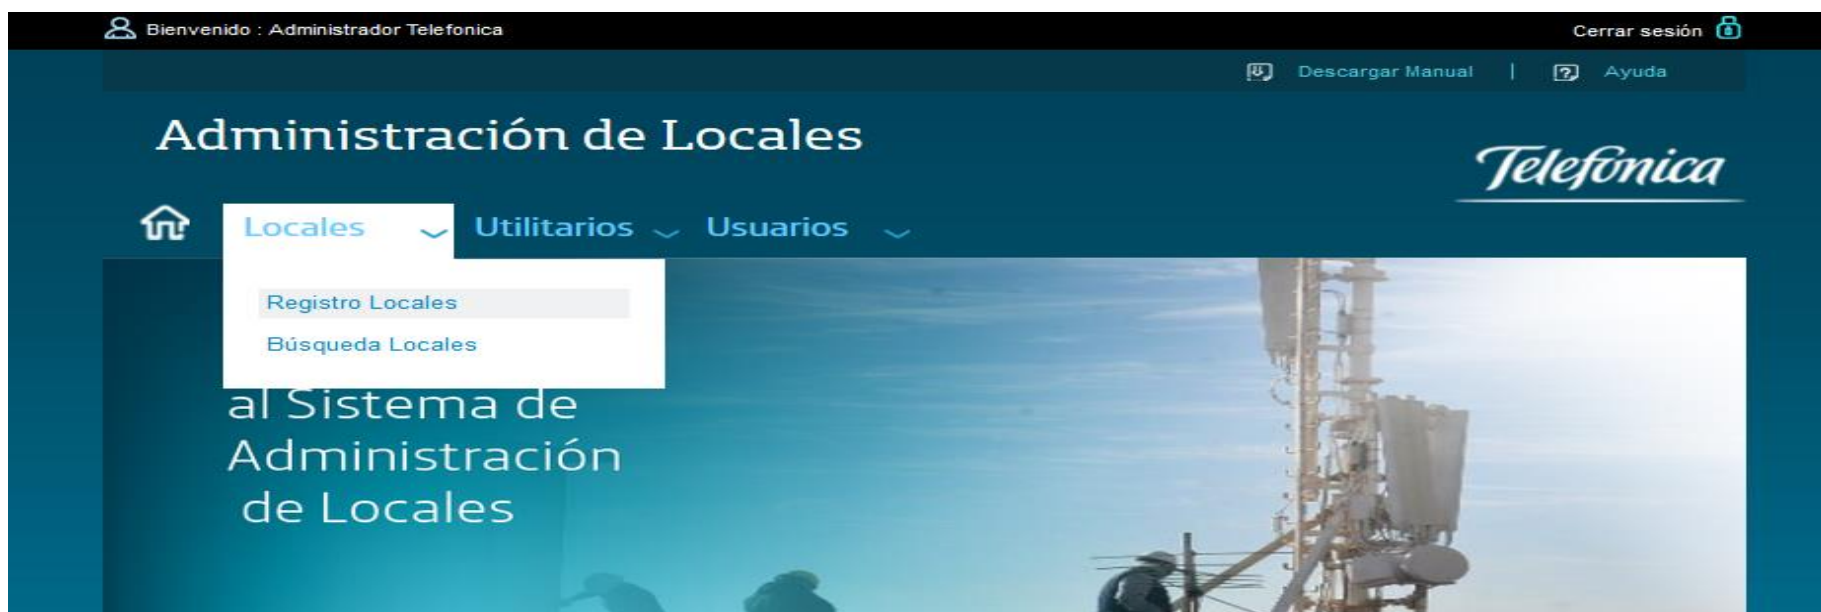 Bienvenido : Administrador Telefonica
Cerrar sesión
Descargar Manual | Ayuda
Administración de Locales
Telefónica
Locales Utilitarios Usuarios
Registro Locales
Búsqueda Locales
al Sistema de
Administración
de Locales